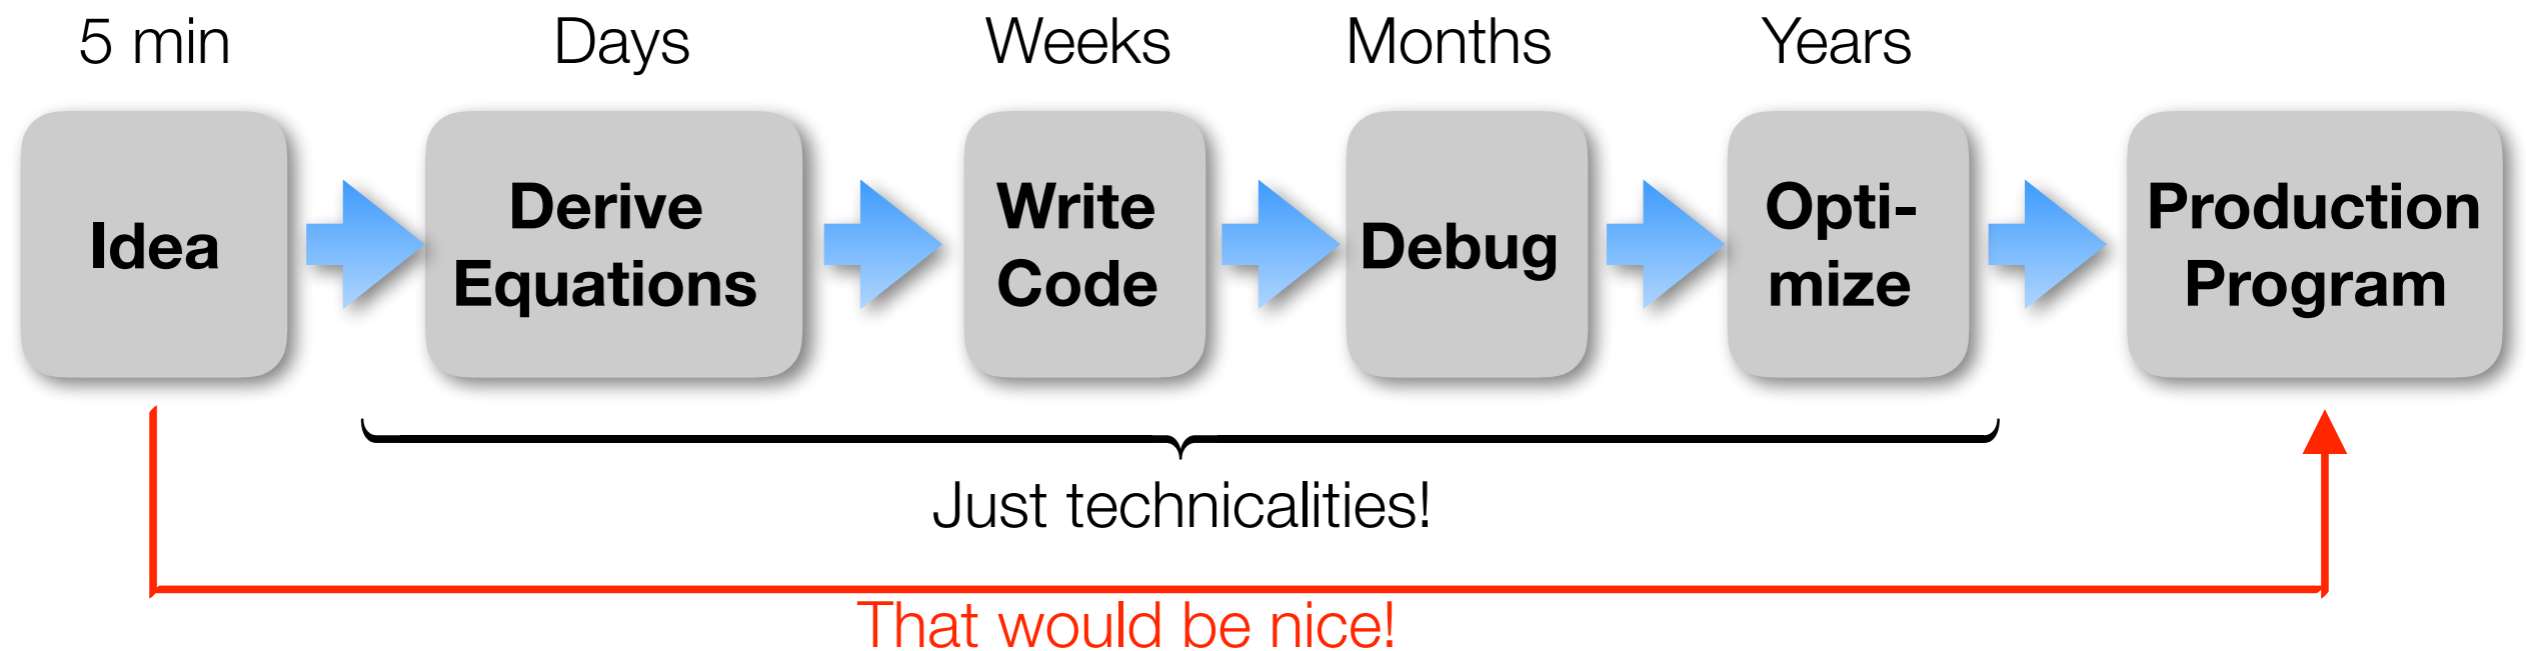 5 min
Days
Weeks
Months
Years
Idea
Derive
Equations
Write
Code
Debug
Opti-
mize
Production
Program
Just technicalities!
That would be nice!